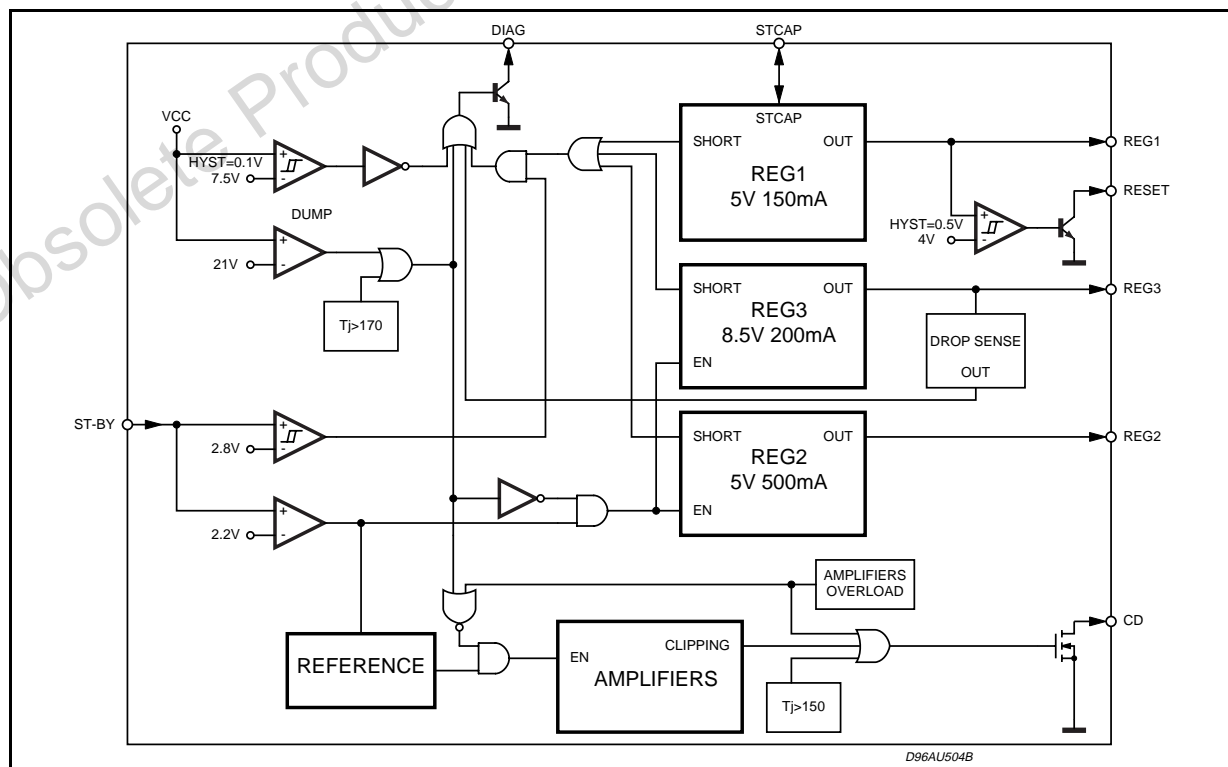 Obsolete Produc
DIAG
STCAP
VCC
HYST=0.1V
7.5V
+
-
DUMP
+
-
21V
Tj>170
STCAP
SHORT
OUT
REG1
5V 150mA
REG1
RESET
HYST=0.5V
4V
+
-
SHORT
OUT
REG3
8.5V 200mA
EN
REG3
DROP SENSE
OUT
ST-BY
+
-
2.8V
SHORT
OUT
REG2
5V 500mA
EN
REG2
+
-
2.2V
AMPLIFIERS
OVERLOAD
REFERENCE
EN
CLIPPING
AMPLIFIERS
Tj>150
CD
D96AU504B